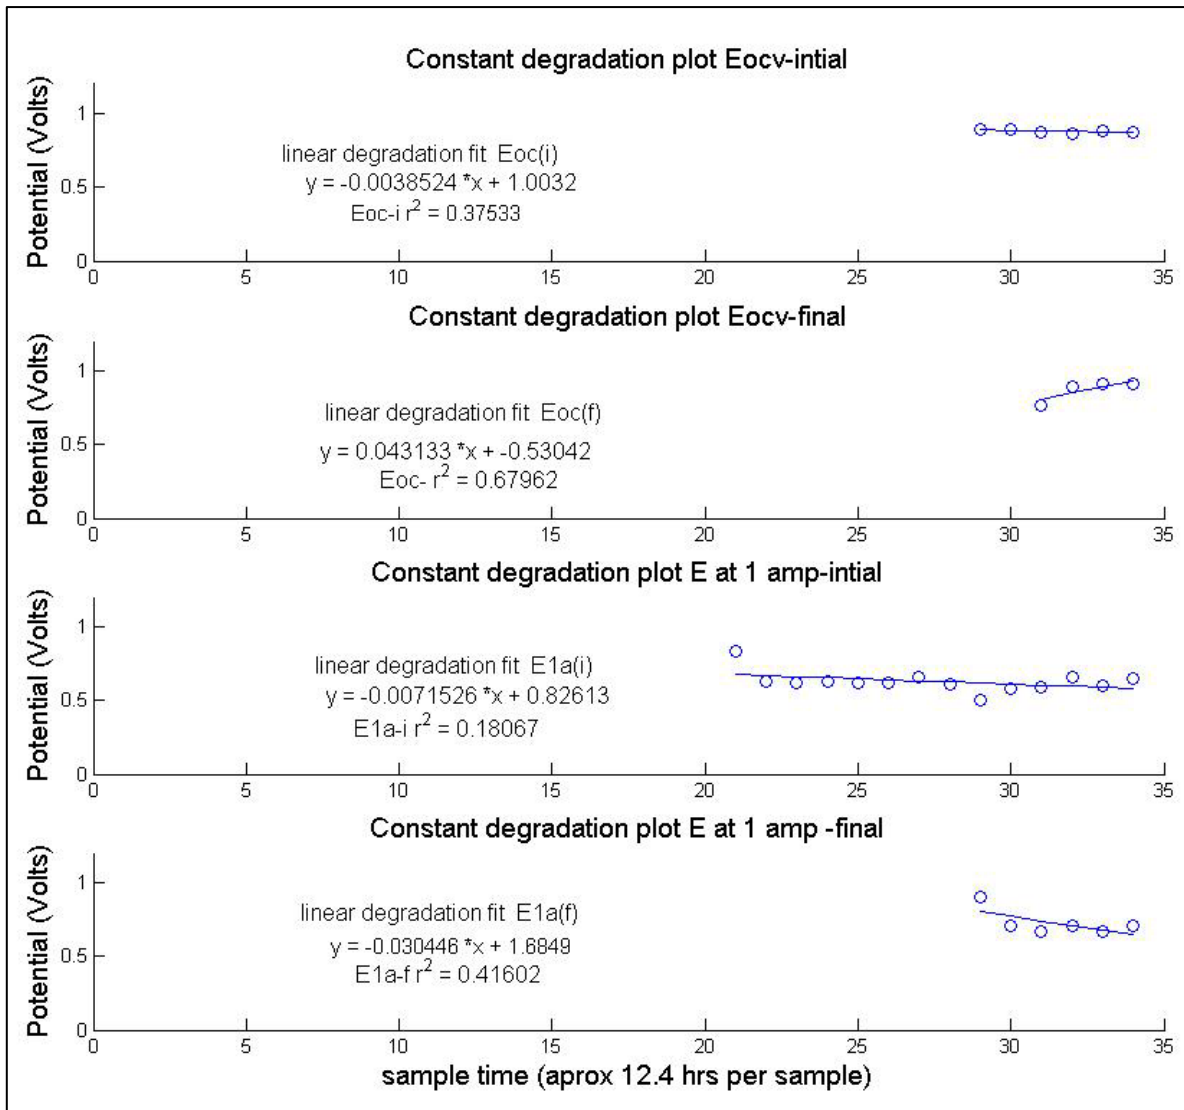 Constant degradation plot Eocv-intial
Potential (Volts)
1
0.5
0
linear degradation fit  Eoc(i)
y = -0.0038524 *x + 1.0032
Eoc-i r² = 0.37533
0 5 10 15 20 25 30 35
Constant degradation plot Eocv-final
Potential (Volts)
1
0.5
0
linear degradation fit  Eoc(f)
y = 0.043133 *x + -0.53042
Eoc- r² = 0.67962
0 5 10 15 20 25 30 35
Constant degradation plot E at 1 amp-intial
Potential (Volts)
1
0.5
0
linear degradation fit  E1a(i)
y = -0.0071526 *x + 0.82613
E1a-i r² = 0.18067
0 5 10 15 20 25 30 35
Constant degradation plot E at 1 amp -final
Potential (Volts)
1
0.5
0
linear degradation fit  E1a(f)
y = -0.030446 *x + 1.6849
E1a-f r² = 0.41602
0 5 10 15 20 25 30 35
sample time (aprox 12.4 hrs per sample)